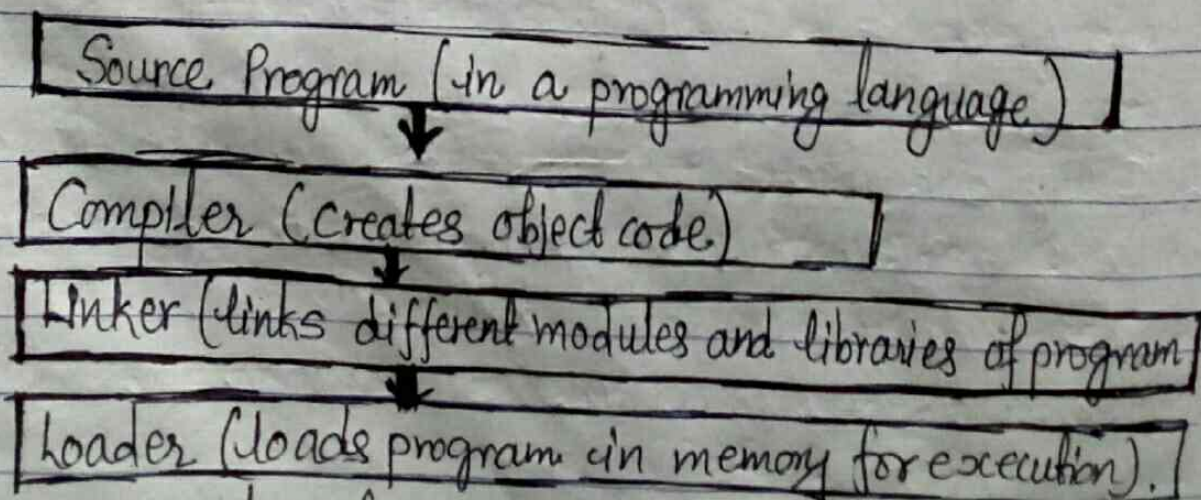 Source Program (in a programming language)
Compiler (creates object code)
Linker (links different modules and libraries of program
Loader (loads program in memory for execution).